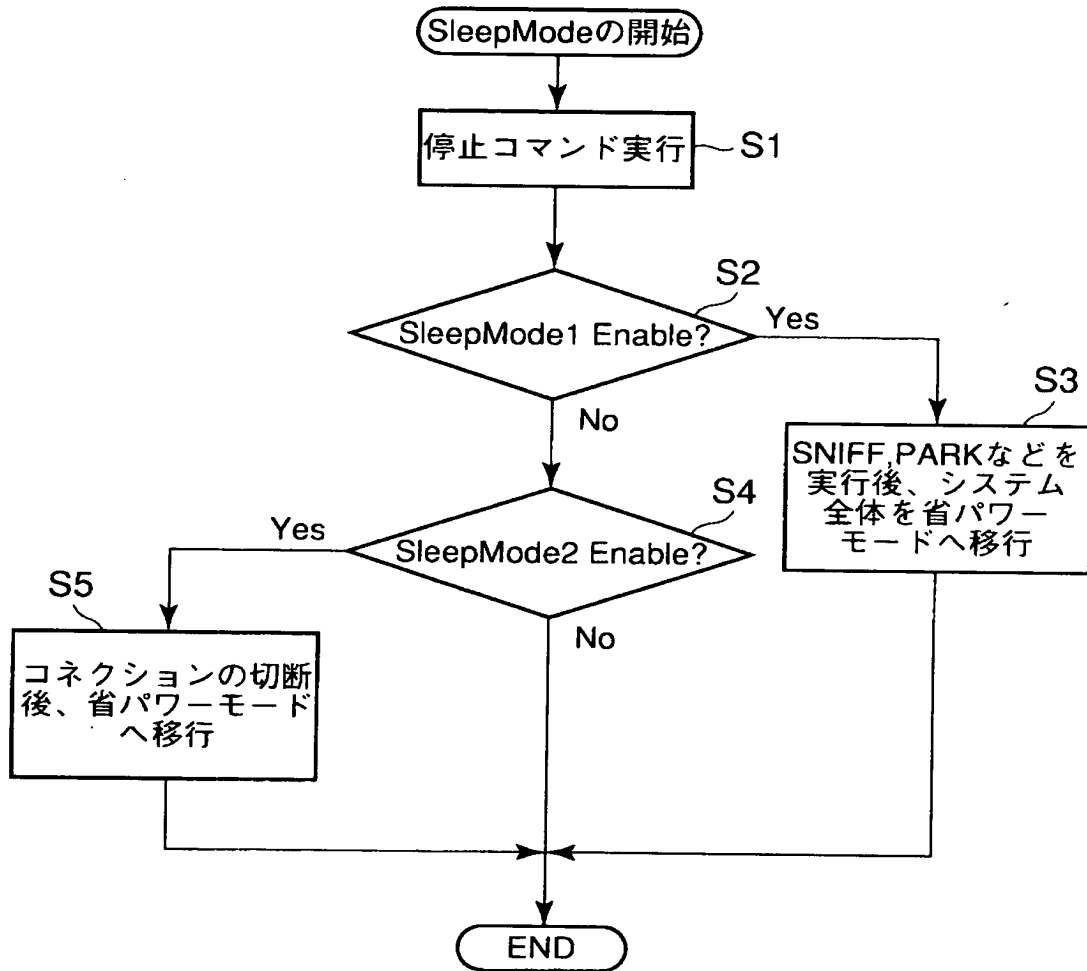 SleepModeの開始
停止コマンド実行
S1
S2
SleepMode1 Enable?
Yes
No
S3
SNIFF,PARKなどを
実行後、システム
全体を省パワー
モードへ移行
S4
SleepMode2 Enable?
Yes
No
S5
コネクションの切断
後、省パワーモード
へ移行
END